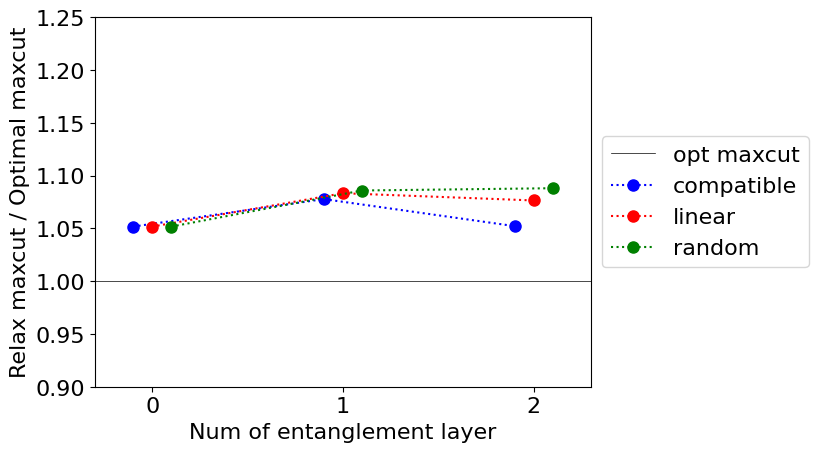 Relax maxcut / Optimal maxcut
1.25
1.20
1.15
1.10
1.05
1.00
0.95
0.90
0 1 2
Num of entanglement layer
opt maxcut
compatible
linear
random